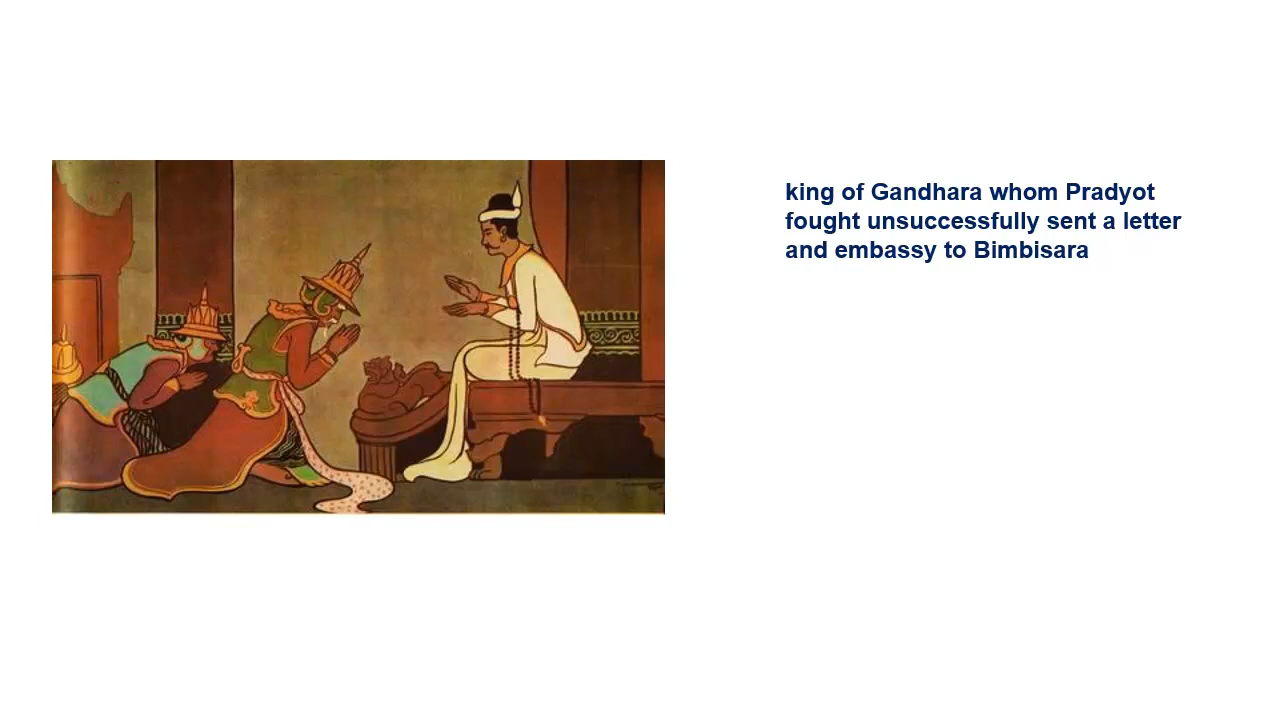 king of Gandhara whom Pradyot
fought unsuccessfully sent a letter
and embassy to Bimbisara